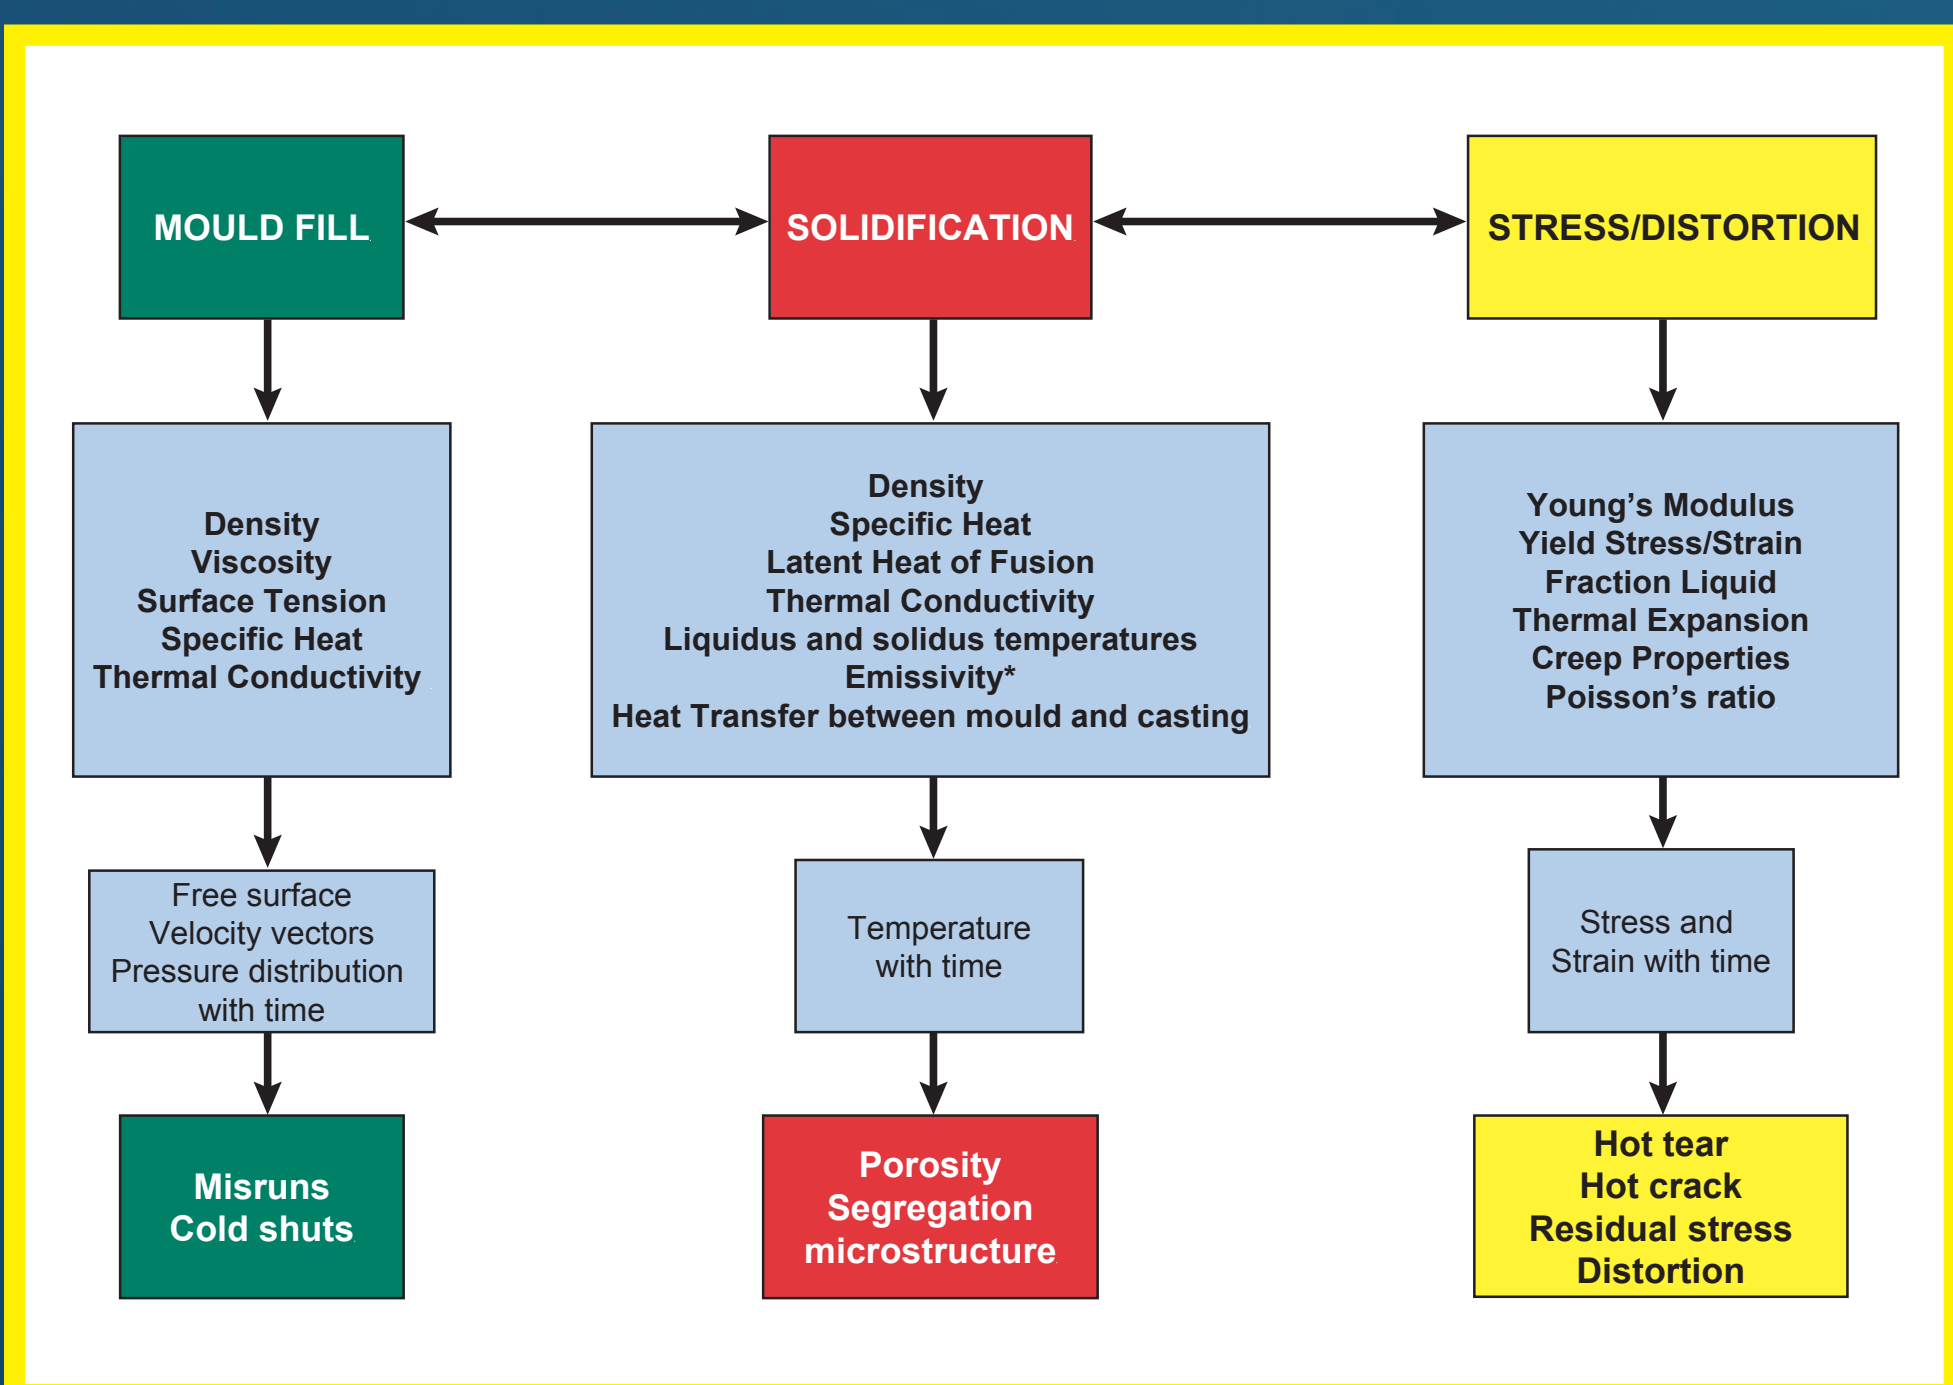 MOULD FILL
SOLIDIFICATION
STRESS/DISTORTION
Density
Viscosity
Surface Tension
Specific Heat
Thermal Conductivity
Density
Specific Heat
Latent Heat of Fusion
Thermal Conductivity
Liquidus and solidus temperatures
Emissivity*
Heat Transfer between mould and casting
Young’s Modulus
Yield Stress/Strain
Fraction Liquid
Thermal Expansion
Creep Properties
Poisson’s ratio
Free surface
Velocity vectors
Pressure distribution
with time
Temperature
with time
Stress and
Strain with time
Misruns
Cold shuts
Porosity
Segregation
microstructure
Hot tear
Hot crack
Residual stress
Distortion